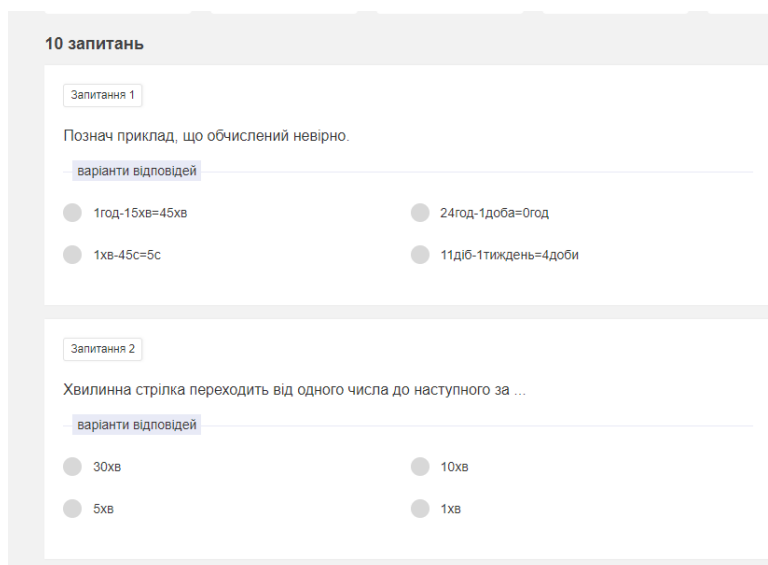 10 запитань
Запитання 1
Познач приклад, що обчислений невірно.
варіанти відповідей
1год-15хв=45хв
24год-1доба=0год
1хв-45с=5с
11діб-1тиждень=4доби
Запитання 2
Хвилинна стрілка переходить від одного числа до наступного за ...
варіанти відповідей
30хв
10хв
5хв
1хв